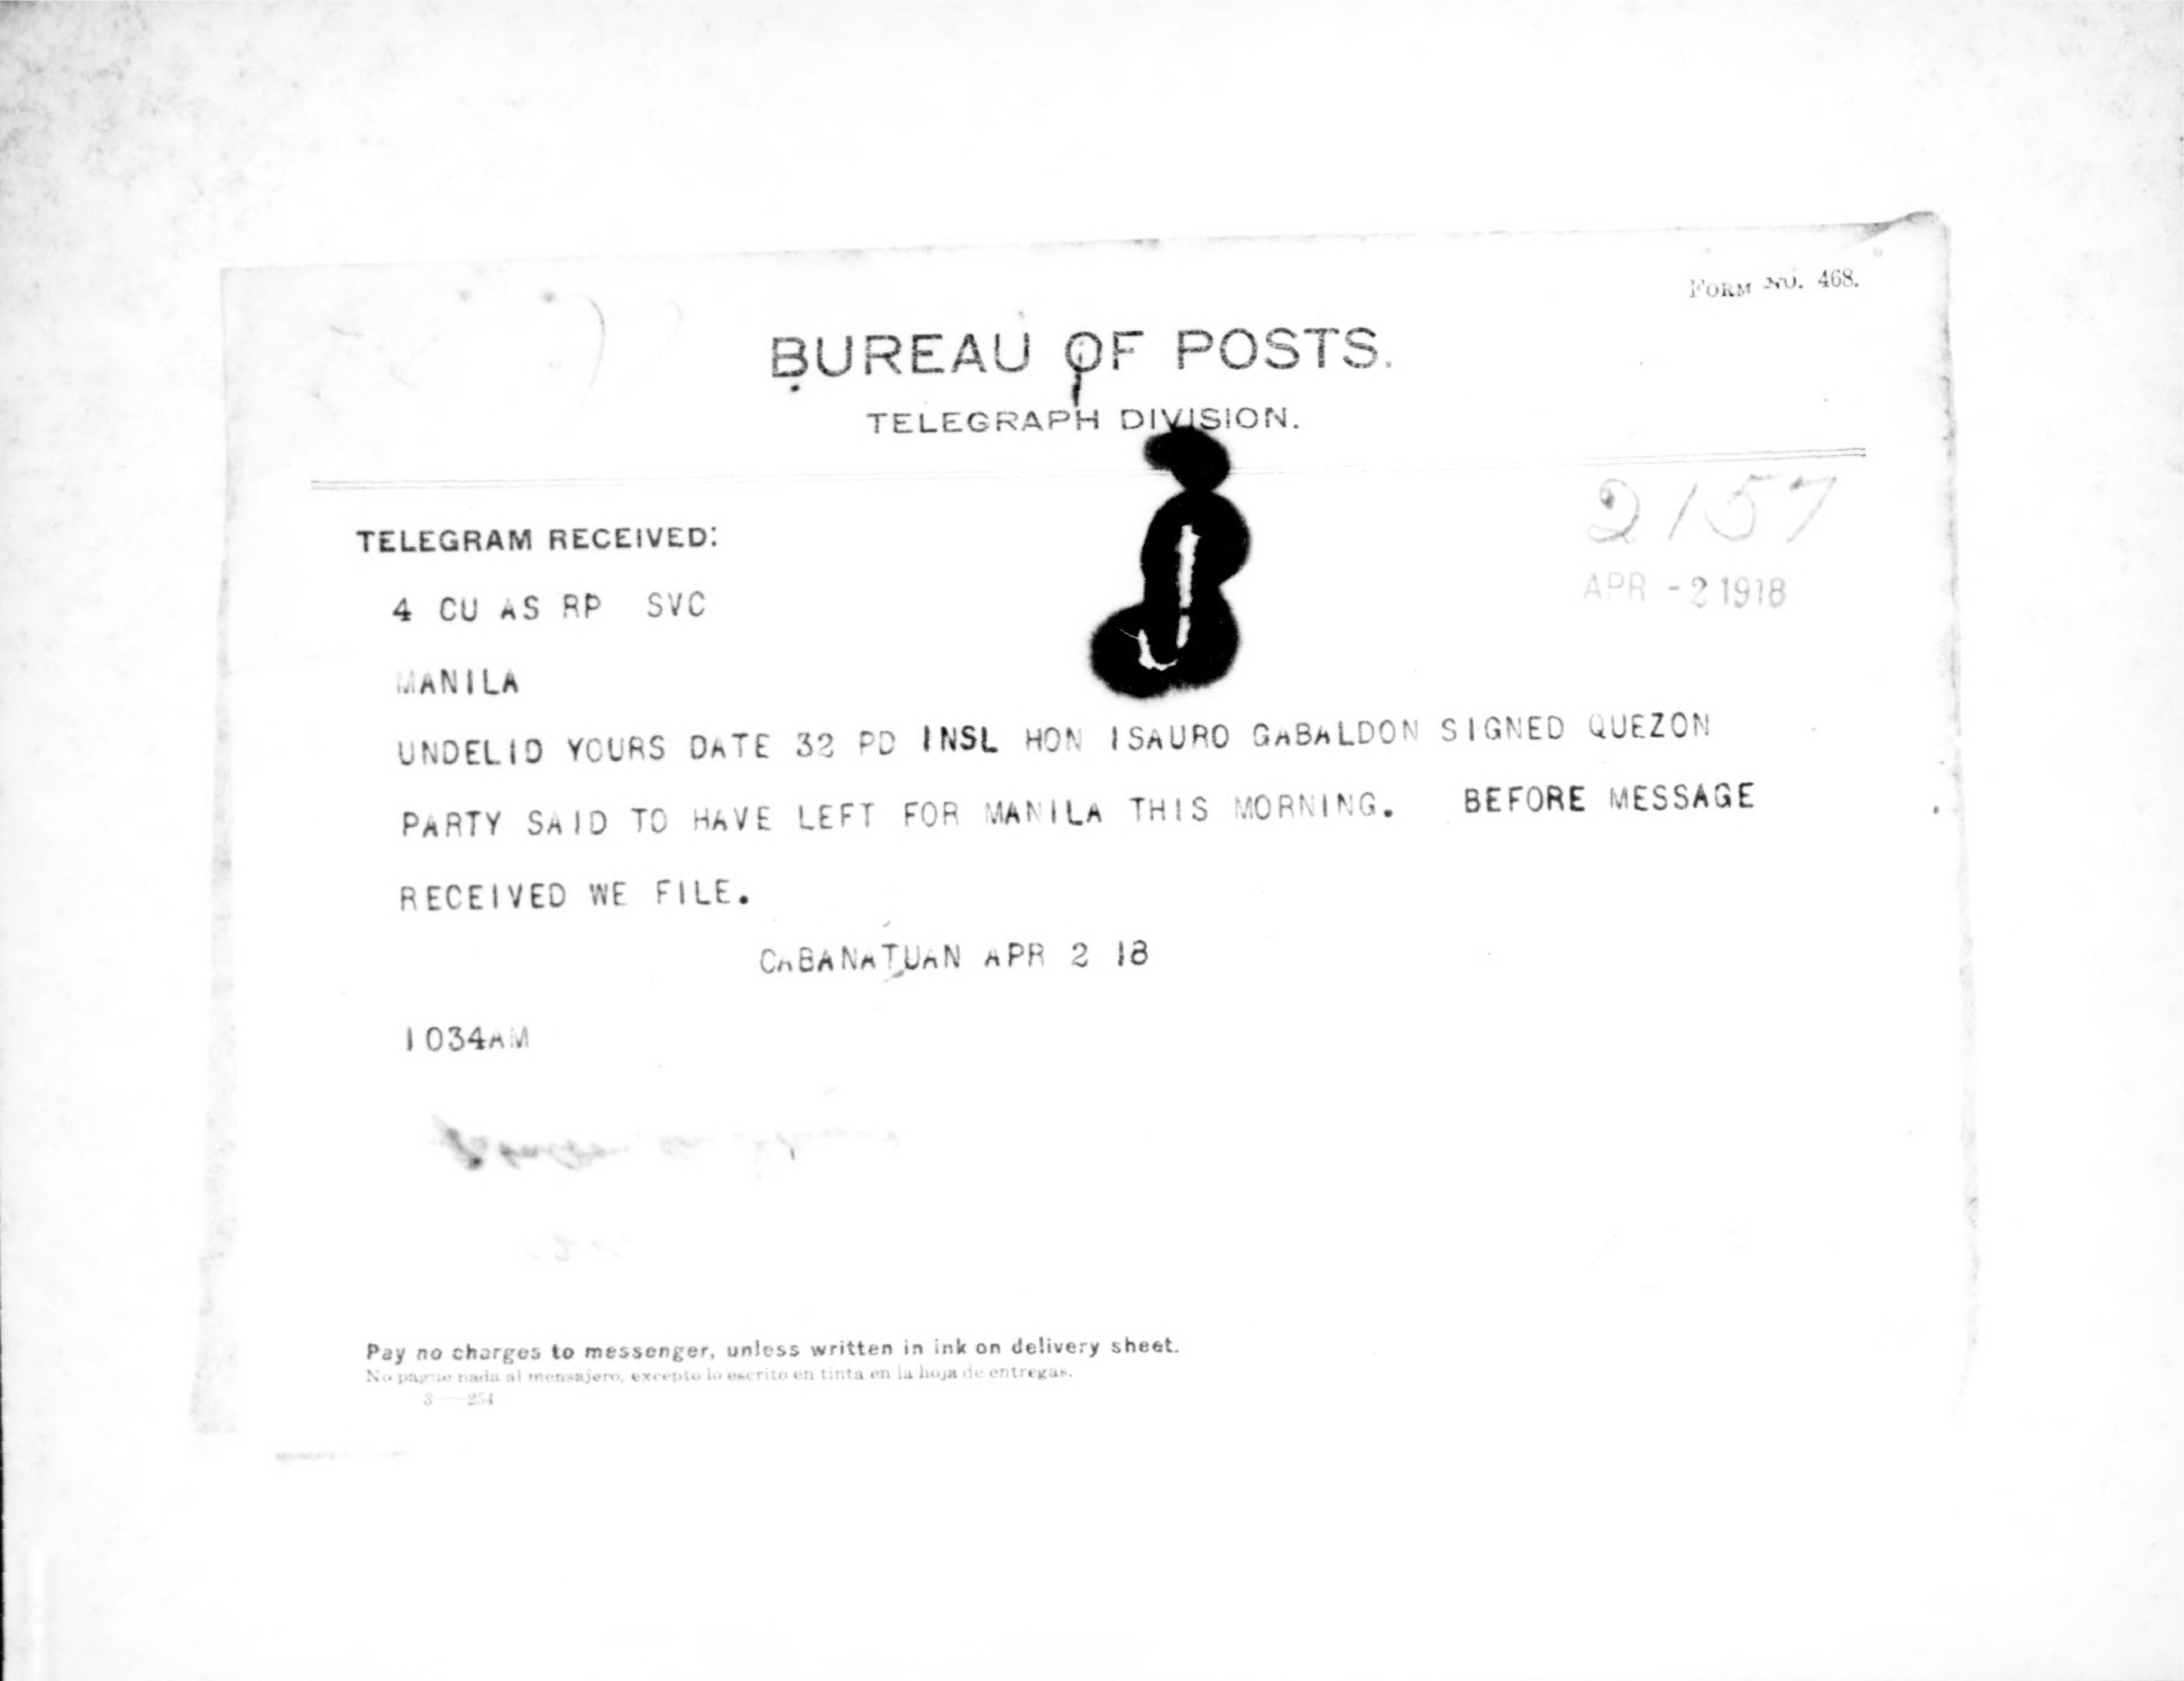 FORM NO. 468.
BUREAU OF POSTS.
TELEGRAPH DIVISION.
2157
TELEGRAM RECEIVED:
APR -2 1918
4 CU AS RP SVC
MANILA
UNDELID YOURS DATE 32 PD INSL HON ISAURO GABALDON SIGNED QUEZON
PARTY SAID TO HAVE LEFT FOR MANILA THIS MORNING. BEFORE MESSAGE
RECEIVED WE FILE.
CABANATUAN APR 2 18
1034AM
Pay no charges to messenger, unless written in ink on delivery sheet.
No pague nada al mensajero, excepto lo escrito en tinta en la hoja de entregas.
3—254